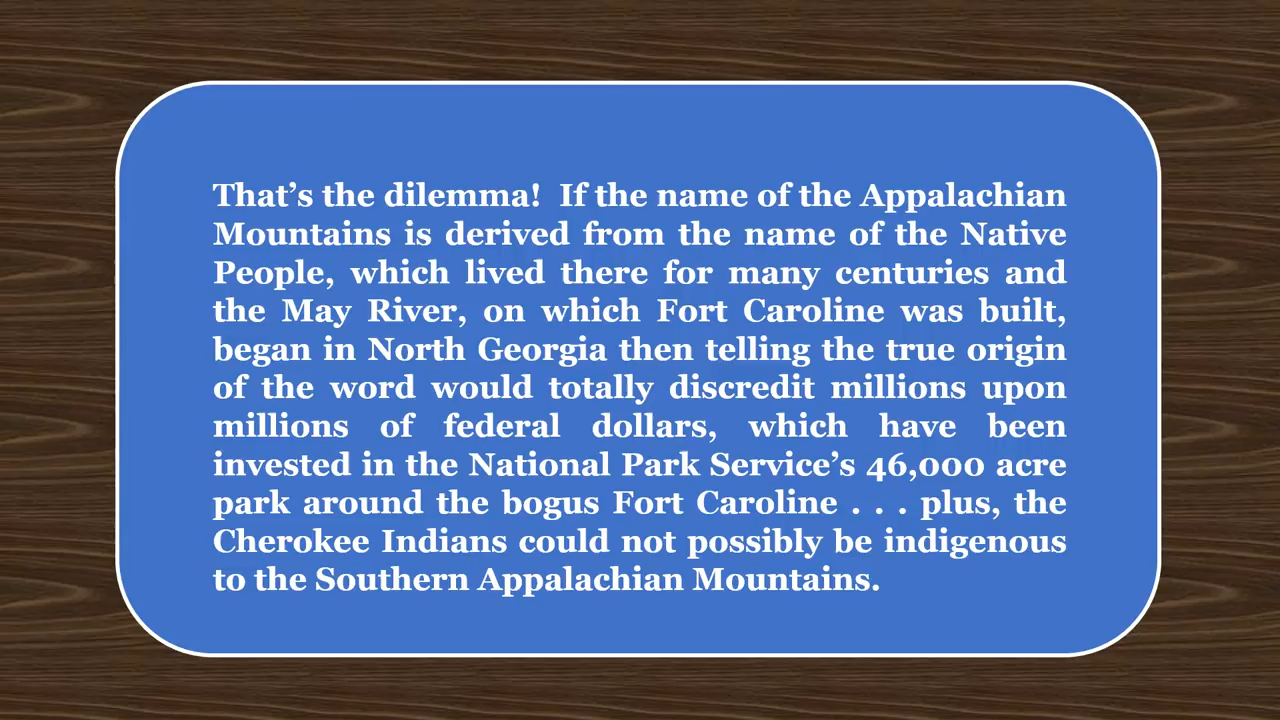 That’s the dilemma!  If the name of the Appalachian
Mountains is derived from the name of the Native
People, which lived there for many centuries and
the May River, on which Fort Caroline was built,
began in North Georgia then telling the true origin
of the word would totally discredit millions upon
millions of federal dollars, which have been
invested in the National Park Service’s 46,000 acre
park around the bogus Fort Caroline . . . plus, the
Cherokee Indians could not possibly be indigenous
to the Southern Appalachian Mountains.